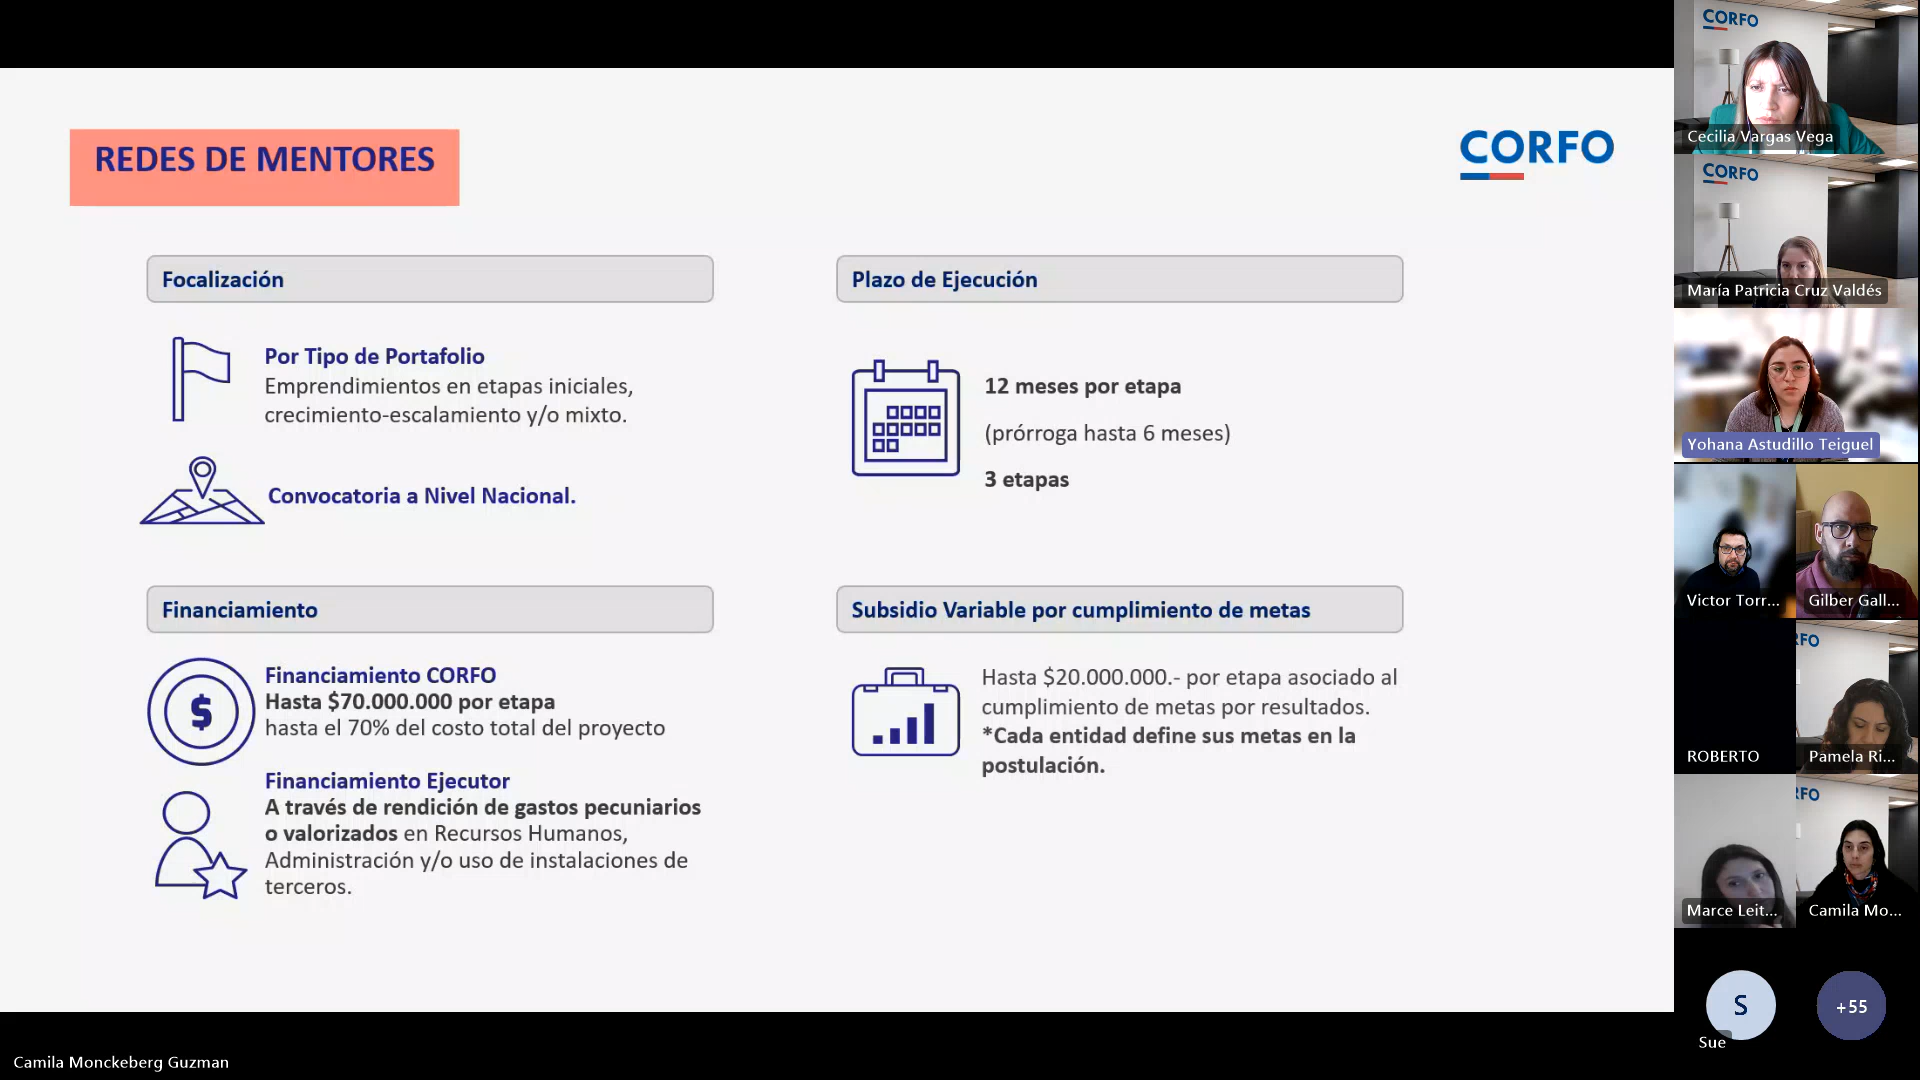 REDES DE MENTORES
CORFO
Focalización
Por Tipo de Portafolio
Emprendimientos en etapas iniciales,
crecimiento-escalamiento y/o mixto.
Convocatoria a Nivel Nacional.
Plazo de Ejecución
12 meses por etapa
(prórroga hasta 6 meses)
3 etapas
Financiamiento
$
Financiamiento CORFO
Hasta $70.000.000 por etapa
hasta el 70% del costo total del proyecto
Financiamiento Ejecutor
A través de rendición de gastos pecuniarios
o valorizados en Recursos Humanos,
Administración y/o uso de instalaciones de
terceros.
Subsidio Variable por cumplimiento de metas
Hasta $20.000.000.- por etapa asociado al
cumplimiento de metas por resultados.
*Cada entidad define sus metas en la
postulación.
CORFO
Cecilia Vargas Vega
CORFO
María Patricia Cruz Valdés
Yohana Astudillo Teiguel
Victor Torr...
Gilber Gall...
ROBERTO
RFO
Pamela Ri...
Marce Leit...
RFO
Camila Mo...
S
Sue
+55
Camila Monckeberg Guzman